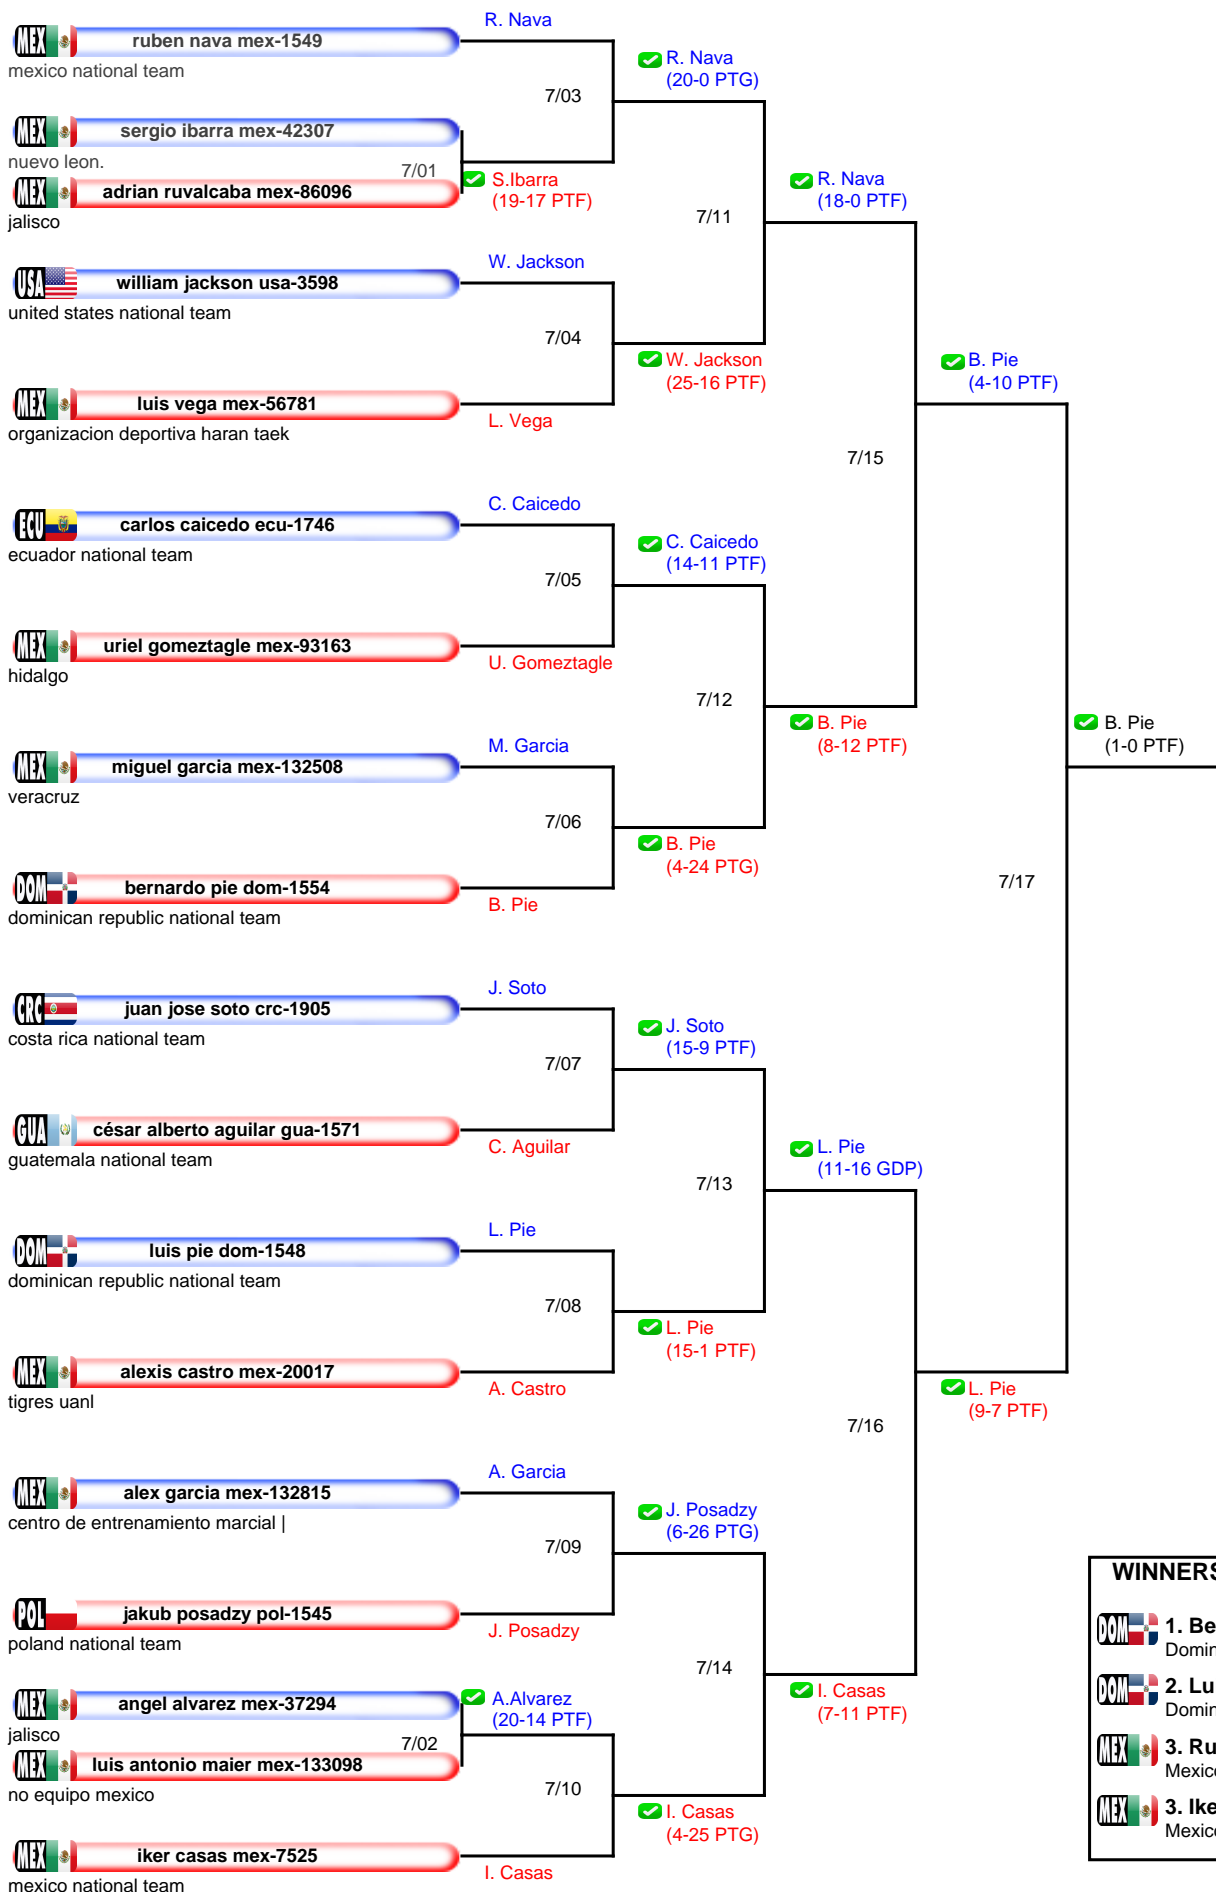 R. Nava
MEX ruben nava mex-1549
mexico national team
R. Nava
(20-0 PTG)
7/03
MEX sergio ibarra mex-42307
nuevo leon.
7/01
S.Ibarra
(19-17 PTF)
MEX adrian ruvalcaba mex-86096
jalisco
R. Nava
(18-0 PTF)
7/11
W. Jackson
USA william jackson usa-3598
united states national team
7/04
W. Jackson
(25-16 PTF)
B. Pie
(4-10 PTF)
MEX luis vega mex-56781
L. Vega
organizacion deportiva haran taek
7/15
C. Caicedo
ECU carlos caicedo ecu-1746
ecuador national team
C. Caicedo
(14-11 PTF)
7/05
MEX uriel gomeztagle mex-93163
U. Gomeztagle
hidalgo
7/12
B. Pie
(8-12 PTF)
B. Pie
(1-0 PTF)
M. Garcia
MEX miguel garcia mex-132508
veracruz
7/06
B. Pie
(4-24 PTG)
DOM bernardo pie dom-1554
B. Pie
dominican republic national team
7/17
J. Soto
CRC juan jose soto crc-1905
costa rica national team
J. Soto
(15-9 PTF)
7/07
GUA césar alberto aguilar gua-1571
C. Aguilar
guatemala national team
L. Pie
(11-16 GDP)
7/13
L. Pie
DOM luis pie dom-1548
dominican republic national team
7/08
L. Pie
(15-1 PTF)
MEX alexis castro mex-20017
A. Castro
tigres uanl
L. Pie
(9-7 PTF)
7/16
A. Garcia
MEX alex garcia mex-132815
centro de entrenamiento marcial |
J. Posadzy
(6-26 PTG)
7/09
POL jakub posadzy pol-1545
J. Posadzy
poland national team
7/14
I. Casas
(7-11 PTF)
MEX angel alvarez mex-37294
A.Alvarez
(20-14 PTF)
jalisco
7/02
MEX luis antonio maier mex-133098
no equipo mexico
7/10
I. Casas
(4-25 PTG)
MEX iker casas mex-7525
I. Casas
mexico national team
WINNERS
DOM 1. Be
Domin
DOM 2. Lu
Domin
MEX 3. Ru
Mexico
MEX 3. Ike
Mexico